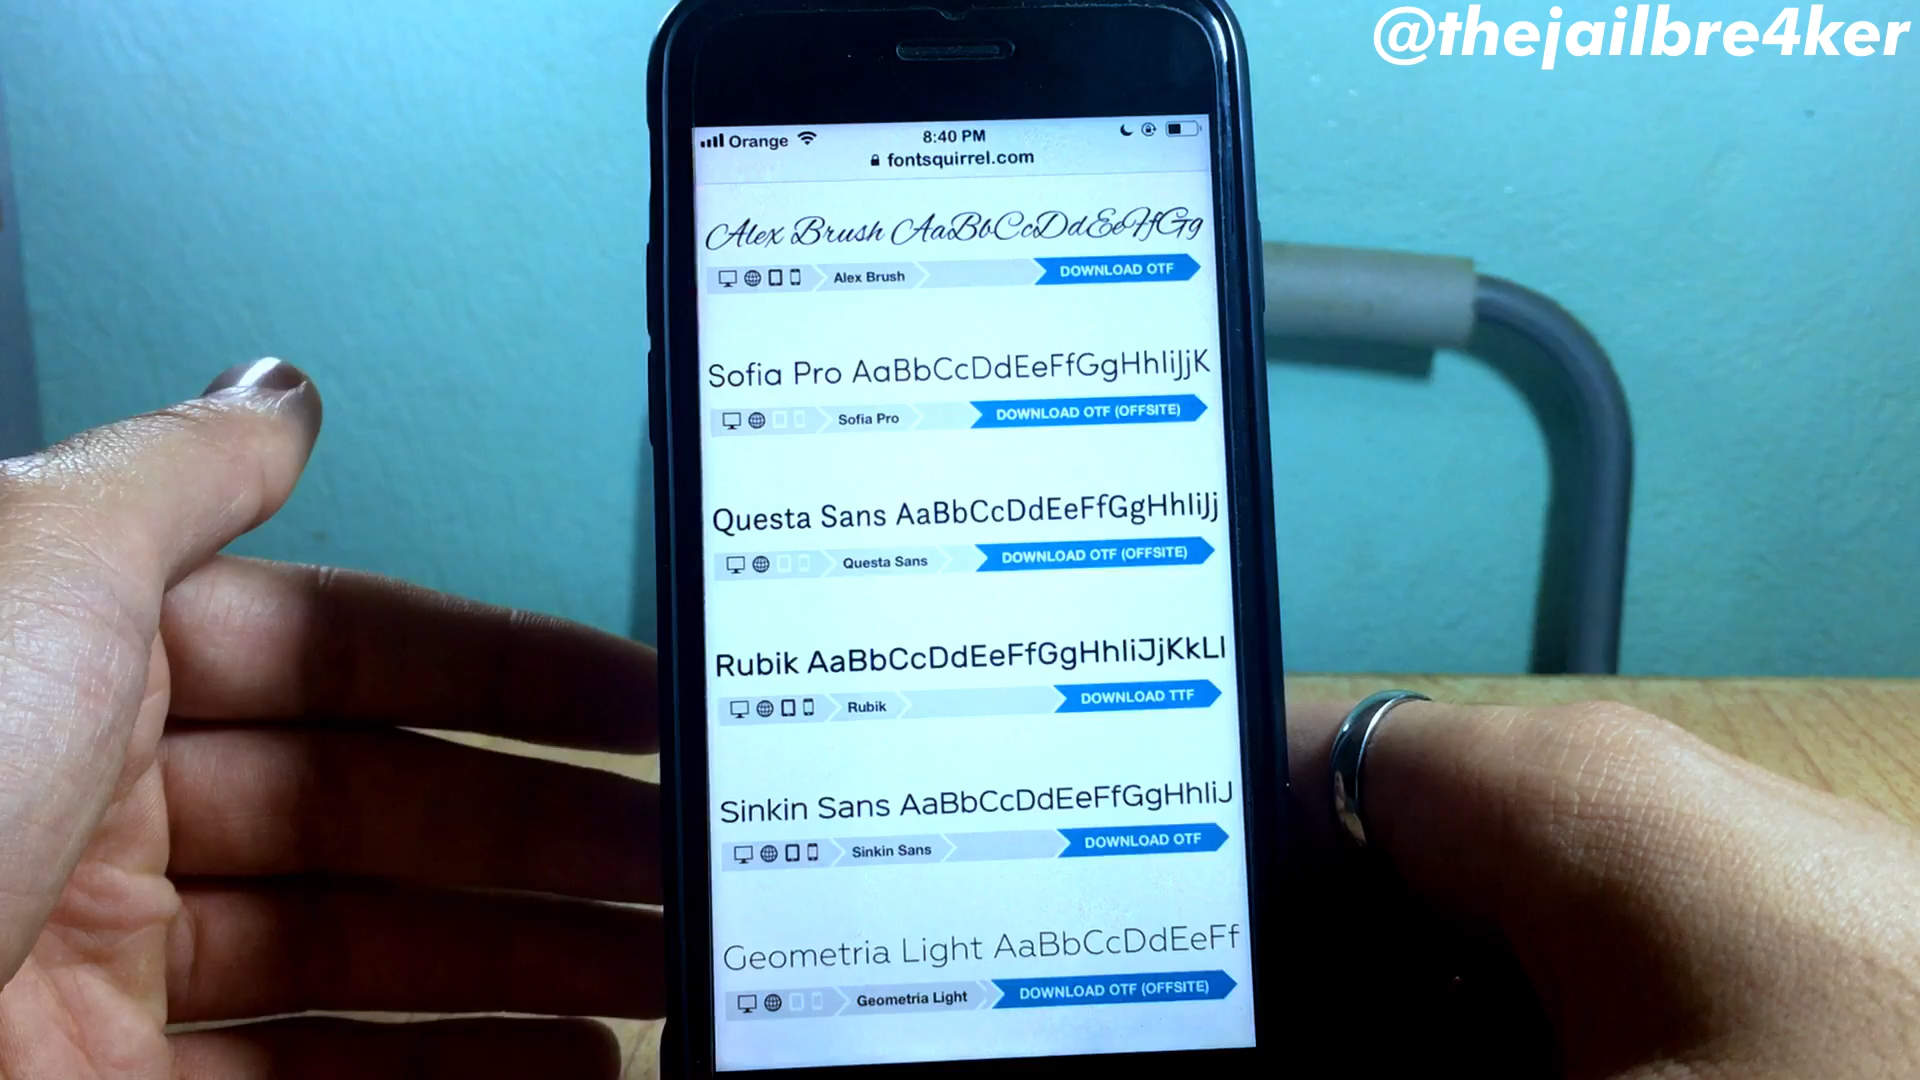 @thejailbre4ker
Orange 8:40 PM
fontsquirrel.com
Alex Brush AaBbCcDdEeFfGg
Alex Brush DOWNLOAD OTF
Sofia Pro AaBbCcDdEeFfGgHhIiJjK
Sofia Pro DOWNLOAD OTF (OFFSITE)
Questa Sans AaBbCcDdEeFfGgHhIiJj
Questa Sans DOWNLOAD OTF (OFFSITE)
Rubik AaBbCcDdEeFfGgHhIiJjKkLl
Rubik DOWNLOAD TTF
Sinkin Sans AaBbCcDdEeFfGgHhIiJ
Sinkin Sans DOWNLOAD OTF
Geometria Light AaBbCcDdEeFf
Geometria Light DOWNLOAD OTF (OFFSITE)